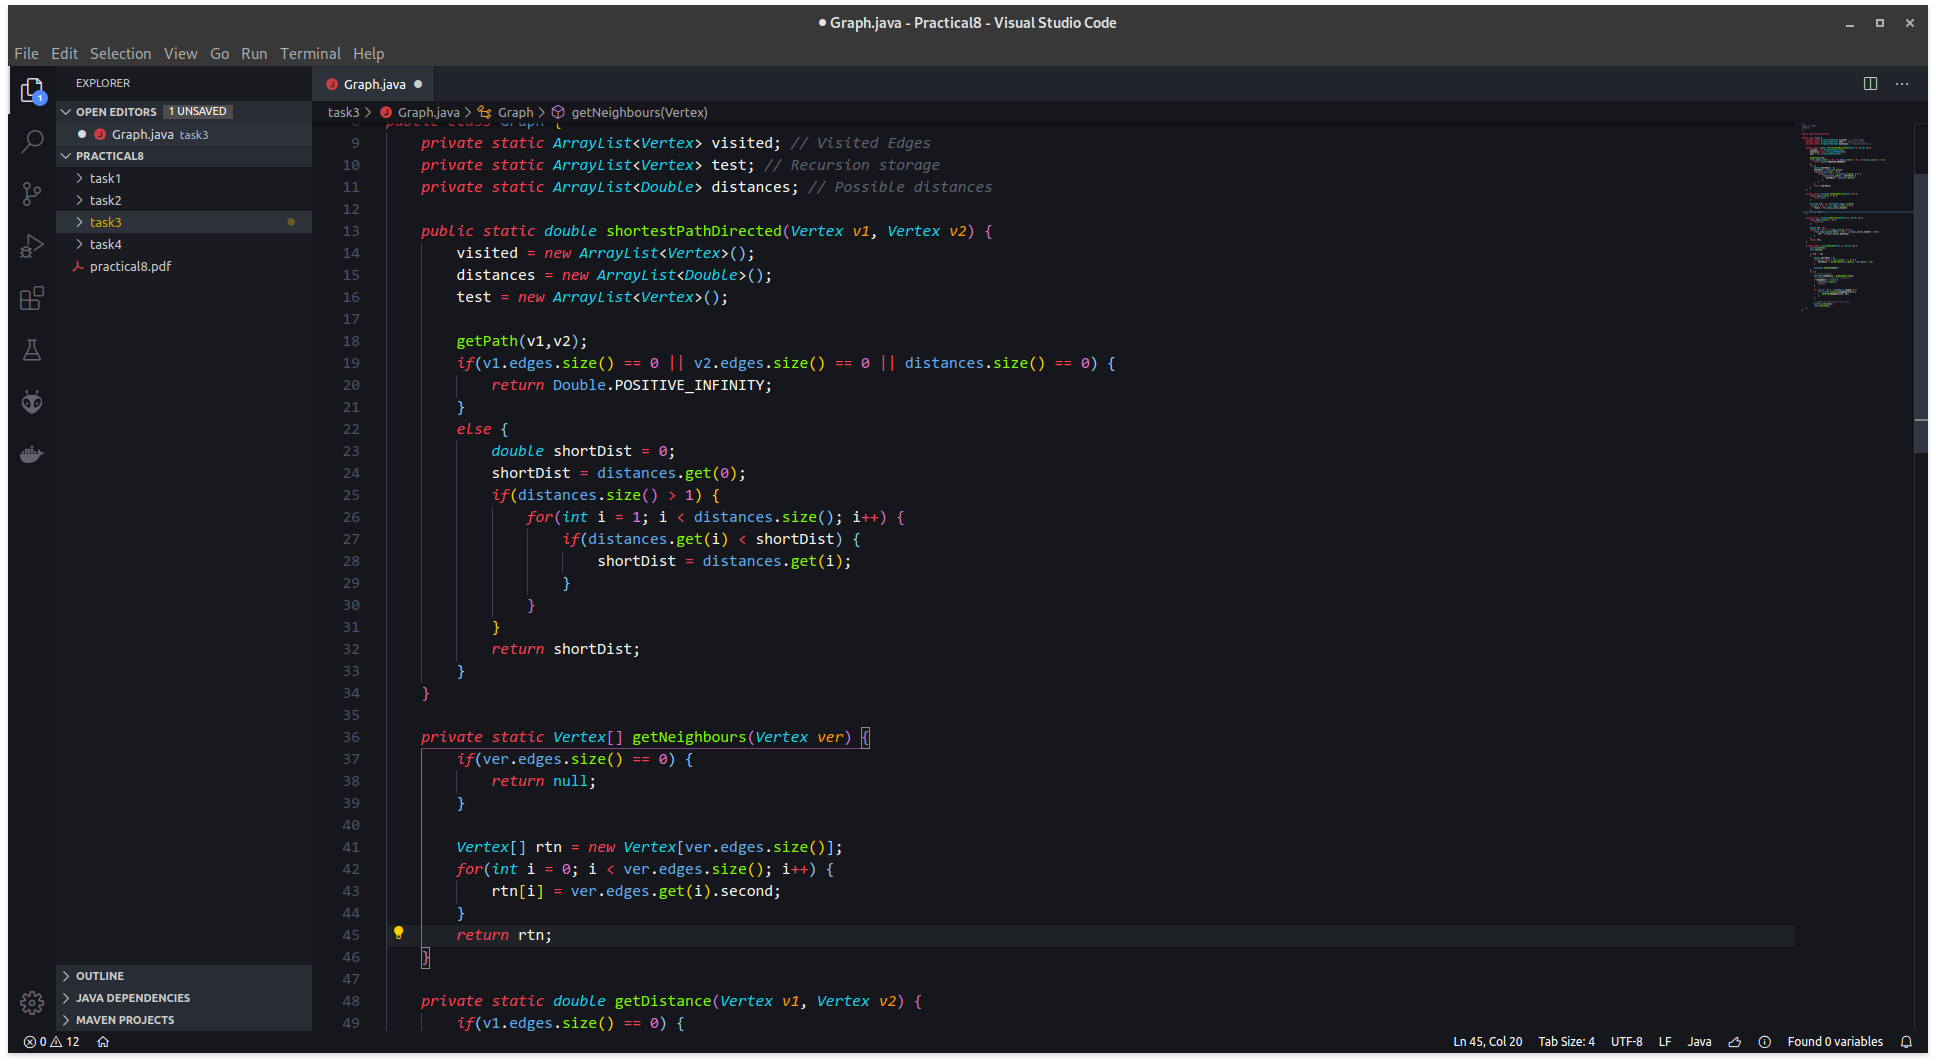 ● Graph.java - Practical8 - Visual Studio Code
File Edit Selection View Go Run Terminal Help
EXPLORER
OPEN EDITORS 1 UNSAVED
Graph.java task3
PRACTICAL8
task1
task2
task3
task4
practical8.pdf
OUTLINE
JAVA DEPENDENCIES
MAVEN PROJECTS
1
Graph.java ●
task3 > Graph.java > Graph > getNeighbours(Vertex)
8 public class Graph {
9 private static ArrayList<Vertex> visited; // Visited Edges
10 private static ArrayList<Vertex> test; // Recursion storage
11 private static ArrayList<Double> distances; // Possible distances
12
13 public static double shortestPathDirected(Vertex v1, Vertex v2) {
14 visited = new ArrayList<Vertex>();
15 distances = new ArrayList<Double>();
16 test = new ArrayList<Vertex>();
17
18 getPath(v1,v2);
19 if(v1.edges.size() == 0 || v2.edges.size() == 0 || distances.size() == 0) {
20 return Double.POSITIVE_INFINITY;
21 }
22 else {
23 double shortDist = 0;
24 shortDist = distances.get(0);
25 if(distances.size() > 1) {
26 for(int i = 1; i < distances.size(); i++) {
27 if(distances.get(i) < shortDist) {
28 shortDist = distances.get(i);
29 }
30 }
31 }
32 return shortDist;
33 }
34 }
35
36 private static Vertex[] getNeighbours(Vertex ver) {
37 if(ver.edges.size() == 0) {
38 return null;
39 }
40
41 Vertex[] rtn = new Vertex[ver.edges.size()];
42 for(int i = 0; i < ver.edges.size(); i++) {
43 rtn[i] = ver.edges.get(i).second;
44 }
45 return rtn;
46 }
47
48 private static double getDistance(Vertex v1, Vertex v2) {
49 if(v1.edges.size() == 0) {
0 12
Ln 45, Col 20 Tab Size: 4 UTF-8 LF Java Found 0 variables